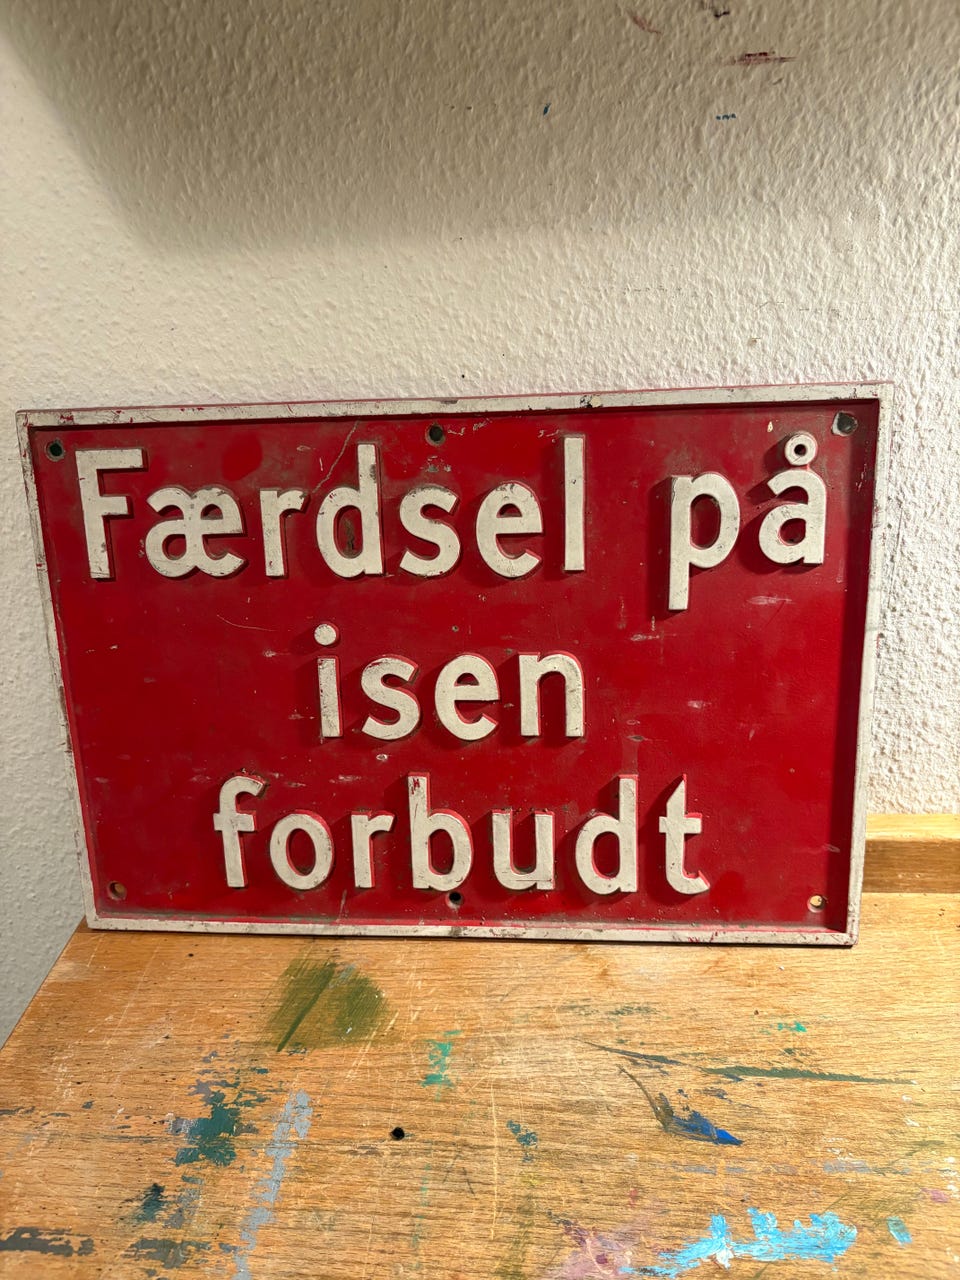 Færdsel på
isen
forbudt